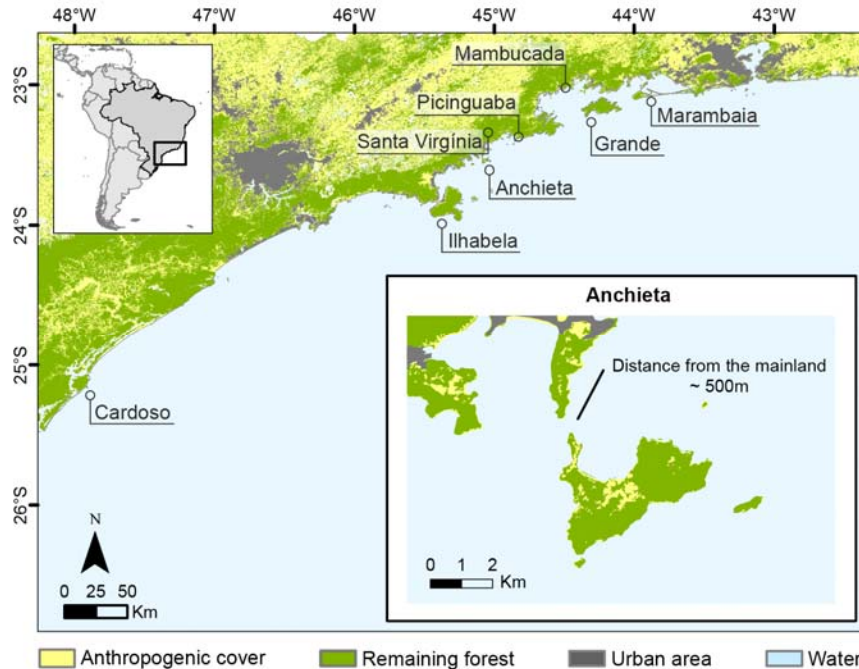 48°W
47°W
46°W
45°W
44°W
43°W
23°S
24°S
25°S
26°S
Mambucada
Picinguaba
Santa Virgínia
Marambaia
Grande
Anchieta
Ilhabela
Cardoso
Anchieta
Distance from the mainland
~ 500m
N
0 25 50
Km
0 1 2
Km
Anthropogenic cover
Remaining forest
Urban area
Water